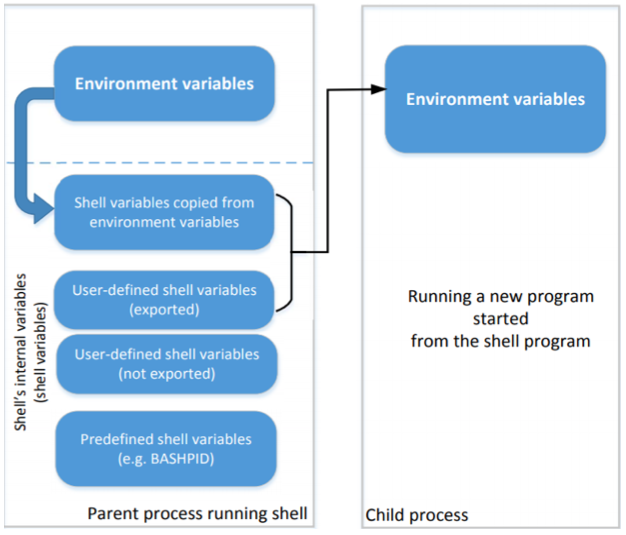 Environment variables
Shell variables copied from
environment variables
User-defined shell variables
(exported)
User-defined shell variables
(not exported)
Predefined shell variables
(e.g. BASHPID)
Shell's internal variables
(shell variables)
Parent process running shell
Environment variables
Running a new program
started
from the shell program
Child process